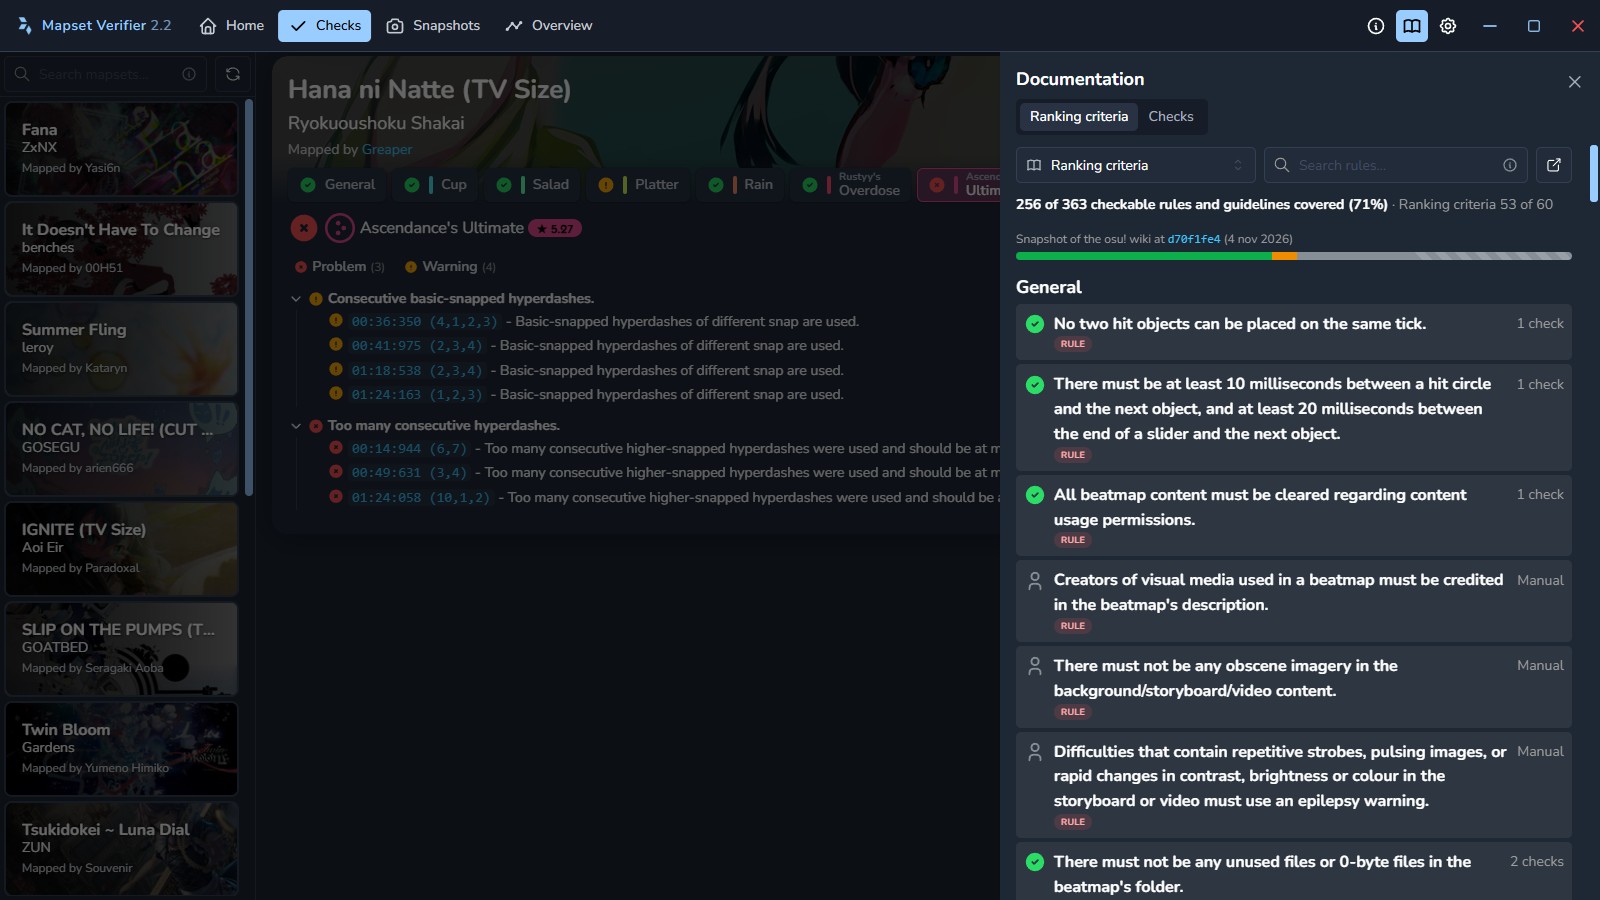 Mapset Verifier 2.2
Home
Checks
Snapshots
Overview
Search mapsets...
Fana
ZxNX
Mapped by Yasi6n
It Doesn't Have To Change
benches
Mapped by 00H51
Summer Fling
leroy
Mapped by Kataryn
NO CAT, NO LIFE! (CUT ...
GOSEGU
Mapped by arien666
IGNITE (TV Size)
Aoi Eir
Mapped by Paradoxal
SLIP ON THE PUMPS (T...
GOATBED
Mapped by Seragaki Aoba
Twin Bloom
Gardens
Mapped by Yumeno Himiko
Tsukidokei ~ Luna Dial
ZUN
Mapped by Souvenir
Hana ni Natte (TV Size)
Ryokuoushoku Shakai
Mapped by Greaper
General
Cup
Salad
Platter
Rain
Rustyy's
Overdose
Ascen
Ultim
Ascendance's Ultimate ★ 5.27
Problem (3)
Warning (4)
Consecutive basic-snapped hyperdashes.
00:36:350 (4,1,2,3) - Basic-snapped hyperdashes of different snap are used.
00:41:975 (2,3,4) - Basic-snapped hyperdashes of different snap are used.
01:18:538 (2,3,4) - Basic-snapped hyperdashes of different snap are used.
01:24:163 (1,2,3) - Basic-snapped hyperdashes of different snap are used.
Too many consecutive hyperdashes.
00:14:944 (6,7) - Too many consecutive higher-snapped hyperdashes were used and should be at m
00:49:631 (3,4) - Too many consecutive higher-snapped hyperdashes were used and should be at m
01:24:058 (10,1,2) - Too many consecutive higher-snapped hyperdashes were used and should be a
Documentation
Ranking criteria
Checks
Ranking criteria
Search rules...
256 of 363 checkable rules and guidelines covered (71%) · Ranking criteria 53 of 60
Snapshot of the osu! wiki at d70f1fe4 (4 nov 2026)
General
No two hit objects can be placed on the same tick.
1 check
RULE
There must be at least 10 milliseconds between a hit circle
1 check
and the next object, and at least 20 milliseconds between
the end of a slider and the next object.
RULE
All beatmap content must be cleared regarding content
1 check
usage permissions.
RULE
Creators of visual media used in a beatmap must be credited
Manual
in the beatmap's description.
RULE
There must not be any obscene imagery in the
Manual
background/storyboard/video content.
RULE
Difficulties that contain repetitive strobes, pulsing images, or
Manual
rapid changes in contrast, brightness or colour in the
storyboard or video must use an epilepsy warning.
RULE
There must not be any unused files or 0-byte files in the
2 checks
beatmap's folder.